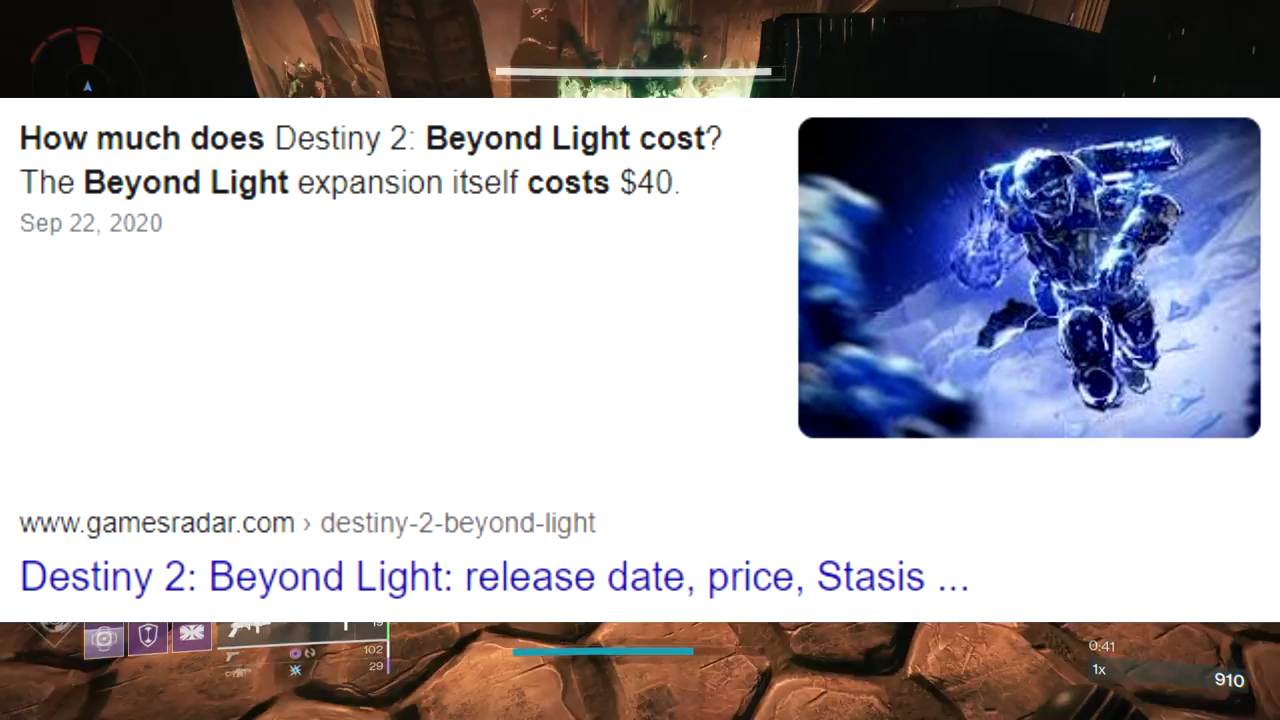 How much does Destiny 2: Beyond Light cost?
The Beyond Light expansion itself costs $40.
Sep 22, 2020
www.gamesradar.com › destiny-2-beyond-light
Destiny 2: Beyond Light: release date, price, Stasis ...
19
102
29
0:41
1x
910